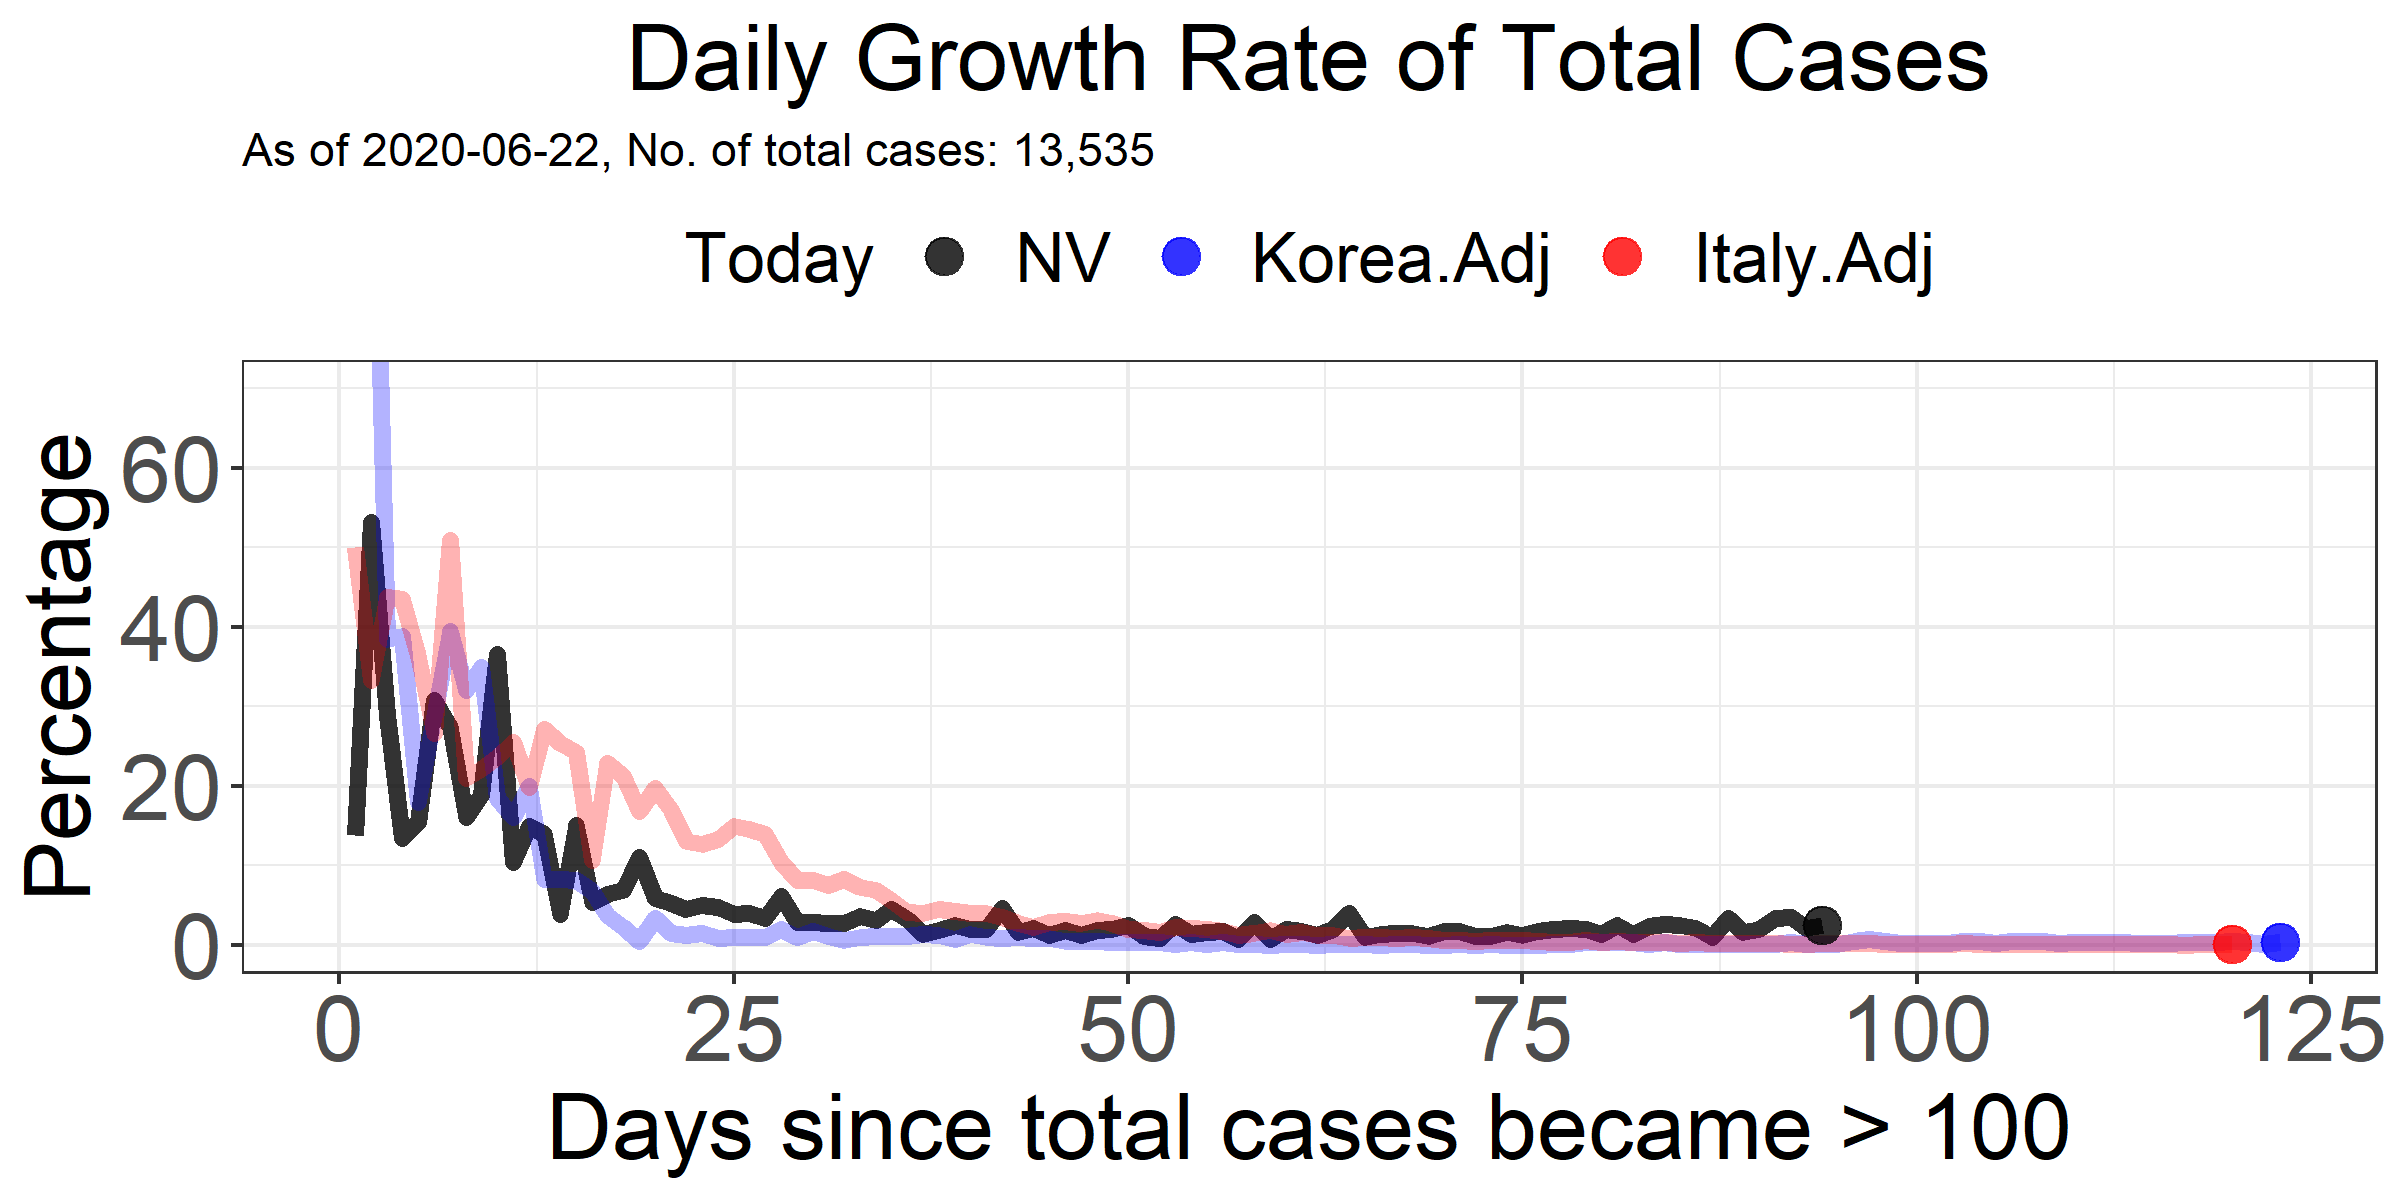 Daily Growth Rate of Total Cases
As of 2020-06-22, No. of total cases: 13,535
Today NV Korea.Adj Italy.Adj
Percentage
60
40
20
0
0 25 50 75 100 125
Days since total cases became > 100